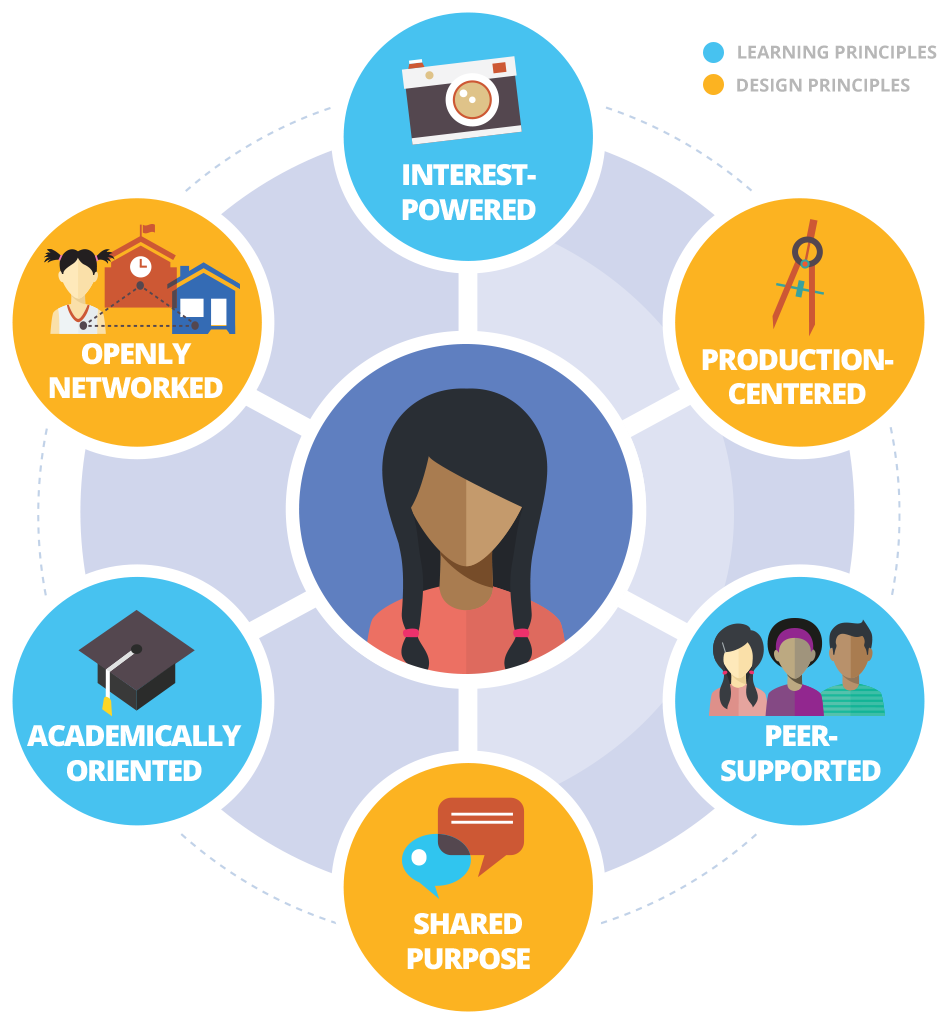 LEARNING PRINCIPLES
DESIGN PRINCIPLES
INTEREST-
POWERED
OPENLY
NETWORKED
PRODUCTION-
CENTERED
ACADEMICALLY
ORIENTED
PEER-
SUPPORTED
SHARED
PURPOSE